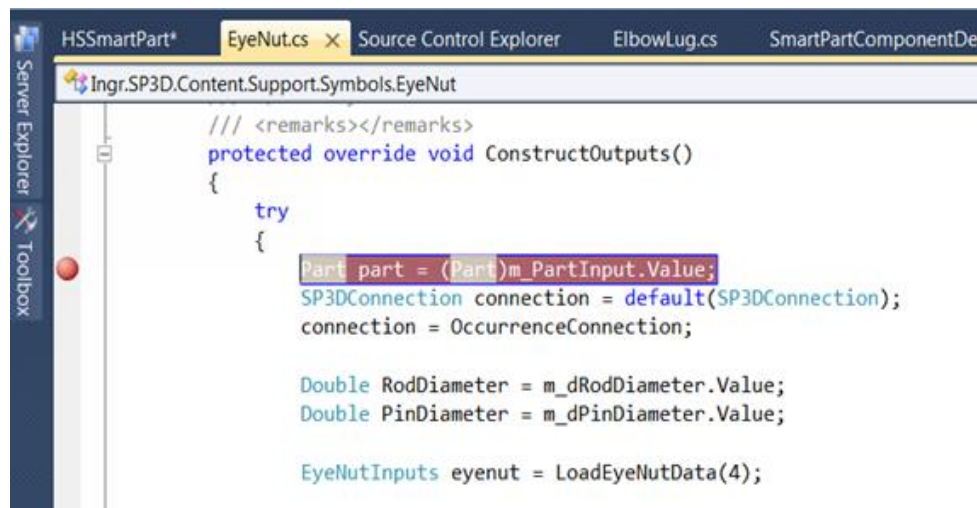 HSSmartPart* EyeNut.cs Source Control Explorer ElbowLug.cs SmartPartComponentDe
Server Explorer
Toolbox
Ingr.SP3D.Content.Support.Symbols.EyeNut
/// <remarks></remarks>
protected override void ConstructOutputs()
{
try
{
Part part = (Part)m_PartInput.Value;
SP3DConnection connection = default(SP3DConnection);
connection = OccurrenceConnection;
Double RodDiameter = m_dRodDiameter.Value;
Double PinDiameter = m_dPinDiameter.Value;
EyeNutInputs eyenut = LoadEyeNutData(4);